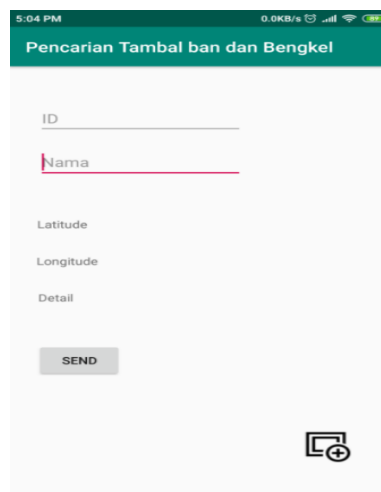 5:04 PM 0.0KB/s
Pencarian Tambal ban dan Bengkel
ID
Nama
Latitude
Longitude
Detail
SEND